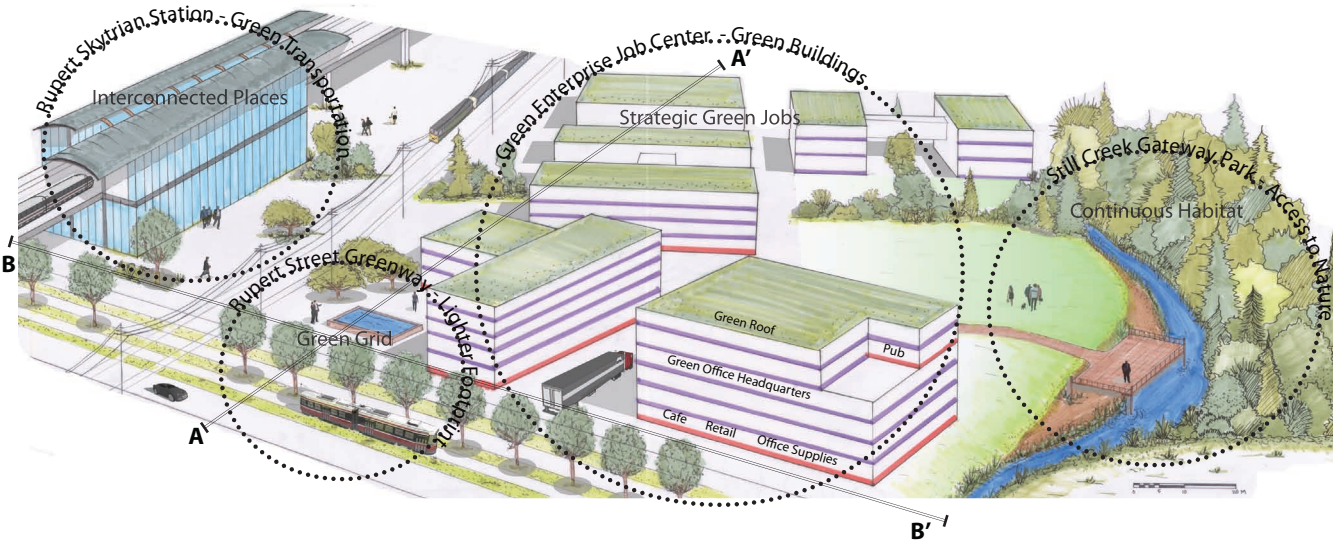 Rupert Skytrian Station - Green Transportation
Interconnected Places
Green Enterprise Job Center - Green Buildings
A’
Strategic Green Jobs
Still Creek Gateway Park - Access to Nature
Continuous Habitat
B
Rupert Street Greenway - Lighter Footprint
Green Grid
Green Roof
Pub
Green Office Headquarters
Cafe Retail Office Supplies
A
B’